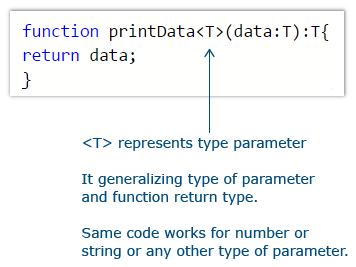 function printData<T>(data:T):T{
return data;
}
<T> represents type parameter
It generalizing type of parameter
and function return type.
Same code works for number or
string or any other type of parameter.